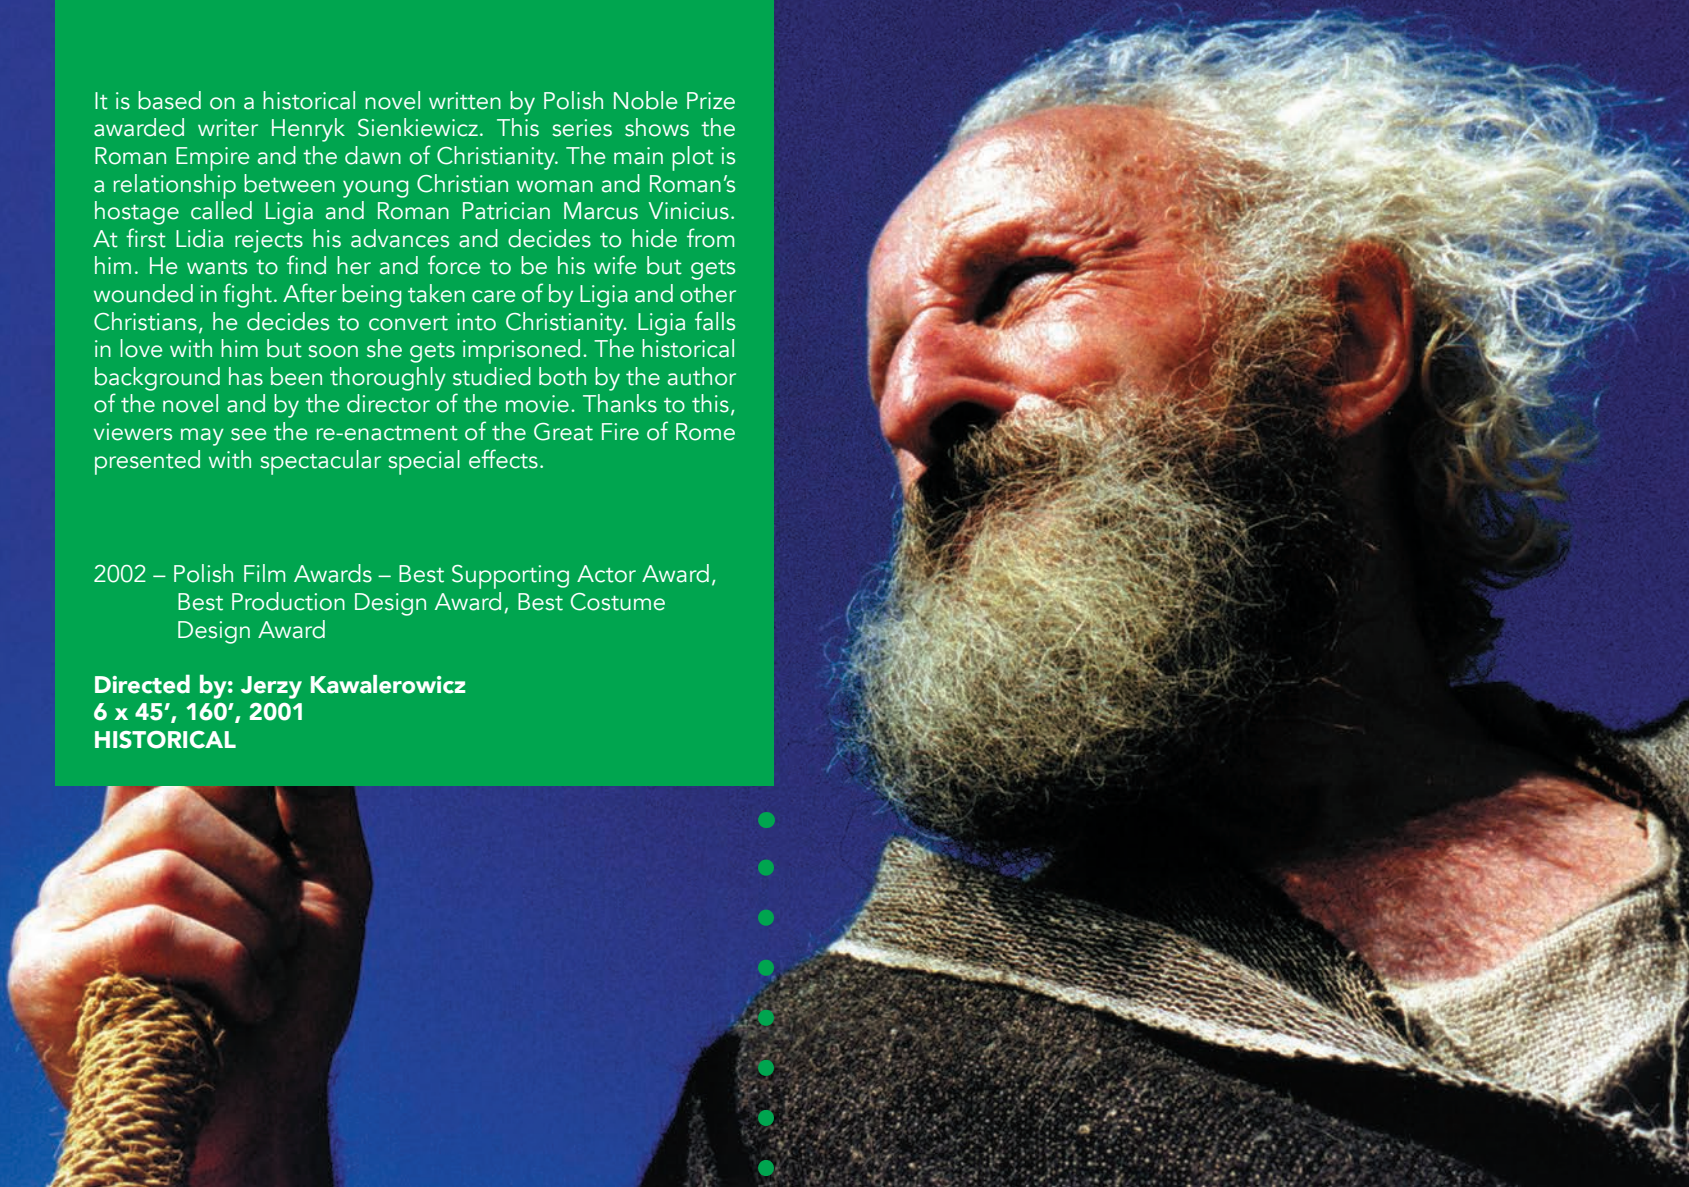 It is based on a historical novel written by Polish Noble Prize
awarded writer Henryk Sienkiewicz. This series shows the
Roman Empire and the dawn of Christianity. The main plot is
a relationship between young Christian woman and Roman’s
hostage called Ligia and Roman Patrician Marcus Vinicius.
At first Lidia rejects his advances and decides to hide from
him. He wants to find her and force to be his wife but gets
wounded in fight. After being taken care of by Ligia and other
Christians, he decides to convert into Christianity. Ligia falls
in love with him but soon she gets imprisoned. The historical
background has been thoroughly studied both by the author
of the novel and by the director of the movie. Thanks to this,
viewers may see the re-enactment of the Great Fire of Rome
presented with spectacular special effects.
2002 – Polish Film Awards – Best Supporting Actor Award,
Best Production Design Award, Best Costume
Design Award
Directed by: Jerzy Kawalerowicz
6 x 45’, 160’, 2001
HISTORICAL